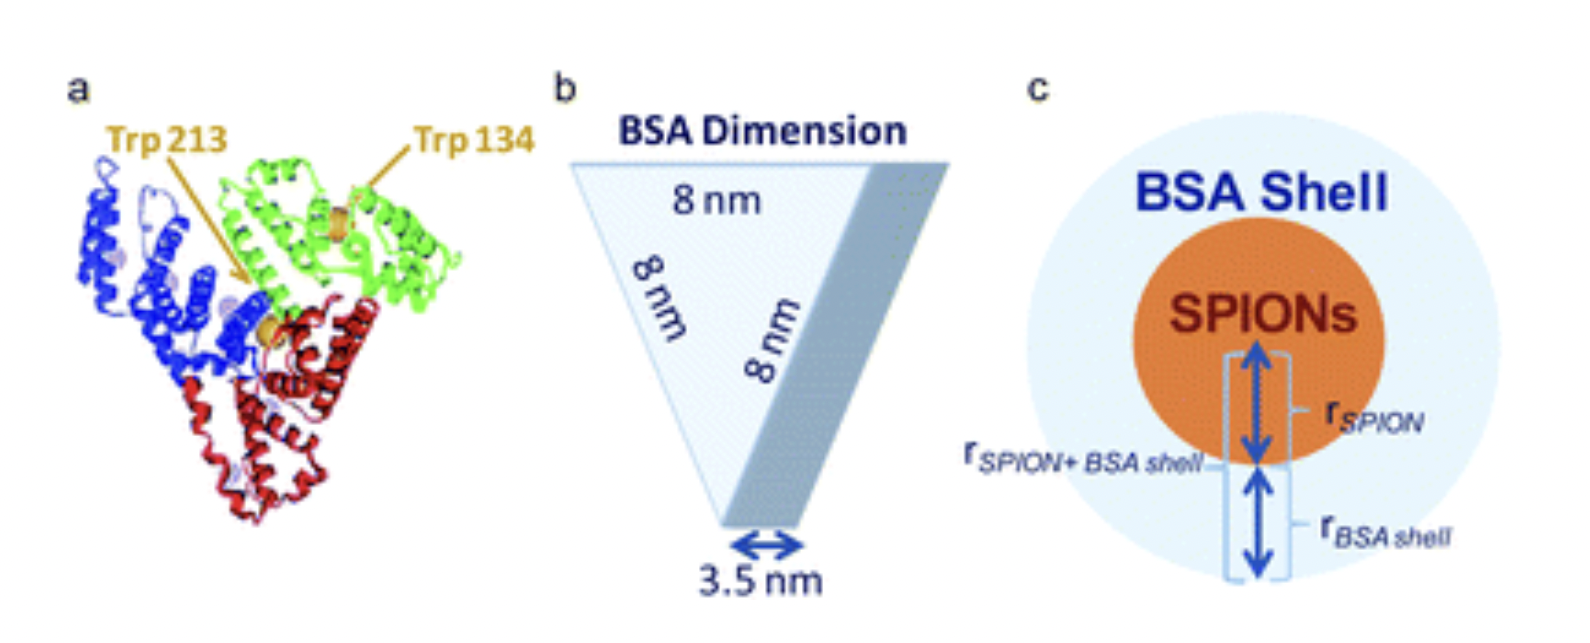 a
Trp 213
Trp 134
b
BSA Dimension
8 nm
8 nm
8 nm
3.5 nm
c
BSA Shell
SPIONs
rSPION
rSPION+ BSA shell
rBSA shell